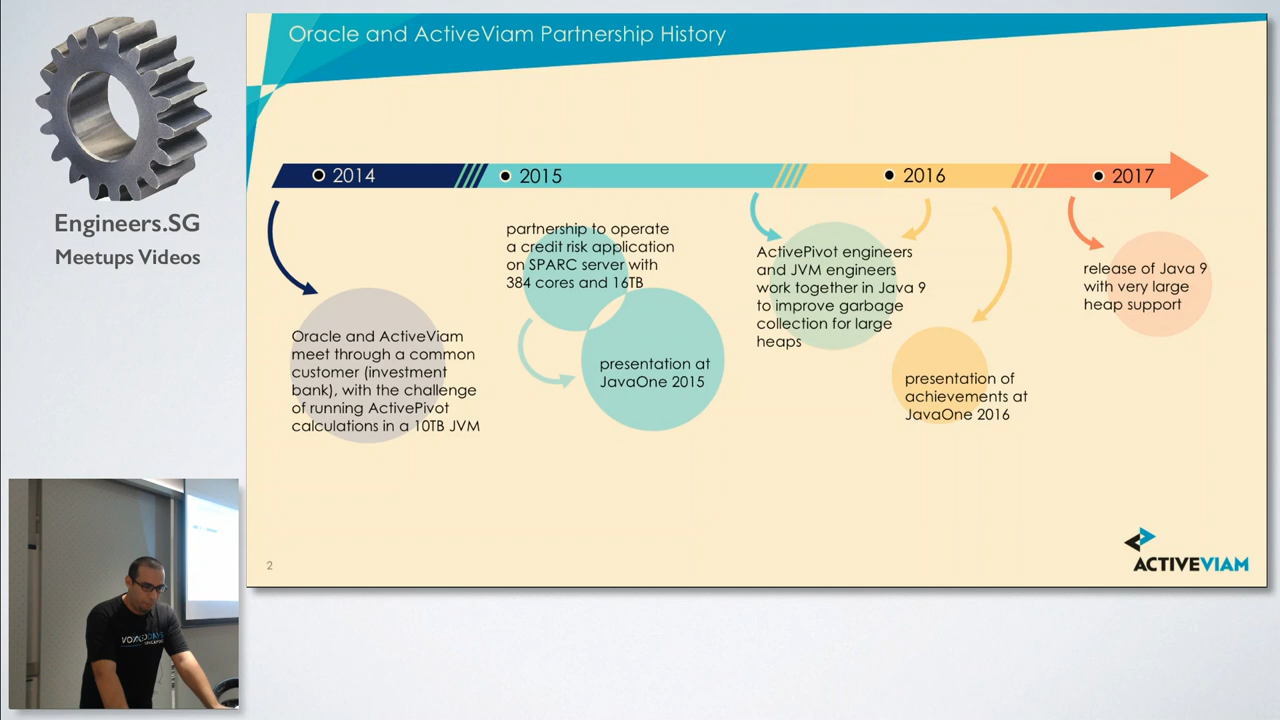 Oracle and ActiveViam Partnership History
2014
2015
2016
2017
Oracle and ActiveViam
meet through a common
customer (investment
bank), with the challenge
of running ActivePivot
calculations in a 10TB JVM
partnership to operate
a credit risk application
on SPARC server with
384 cores and 16TB
presentation at
JavaOne 2015
ActivePivot engineers
and JVM engineers
work together in Java 9
to improve garbage
collection for large
heaps
presentation of
achievements at
JavaOne 2016
release of Java 9
with very large
heap support
2
ACTIVEVIAM
Engineers.SG
Meetups Videos